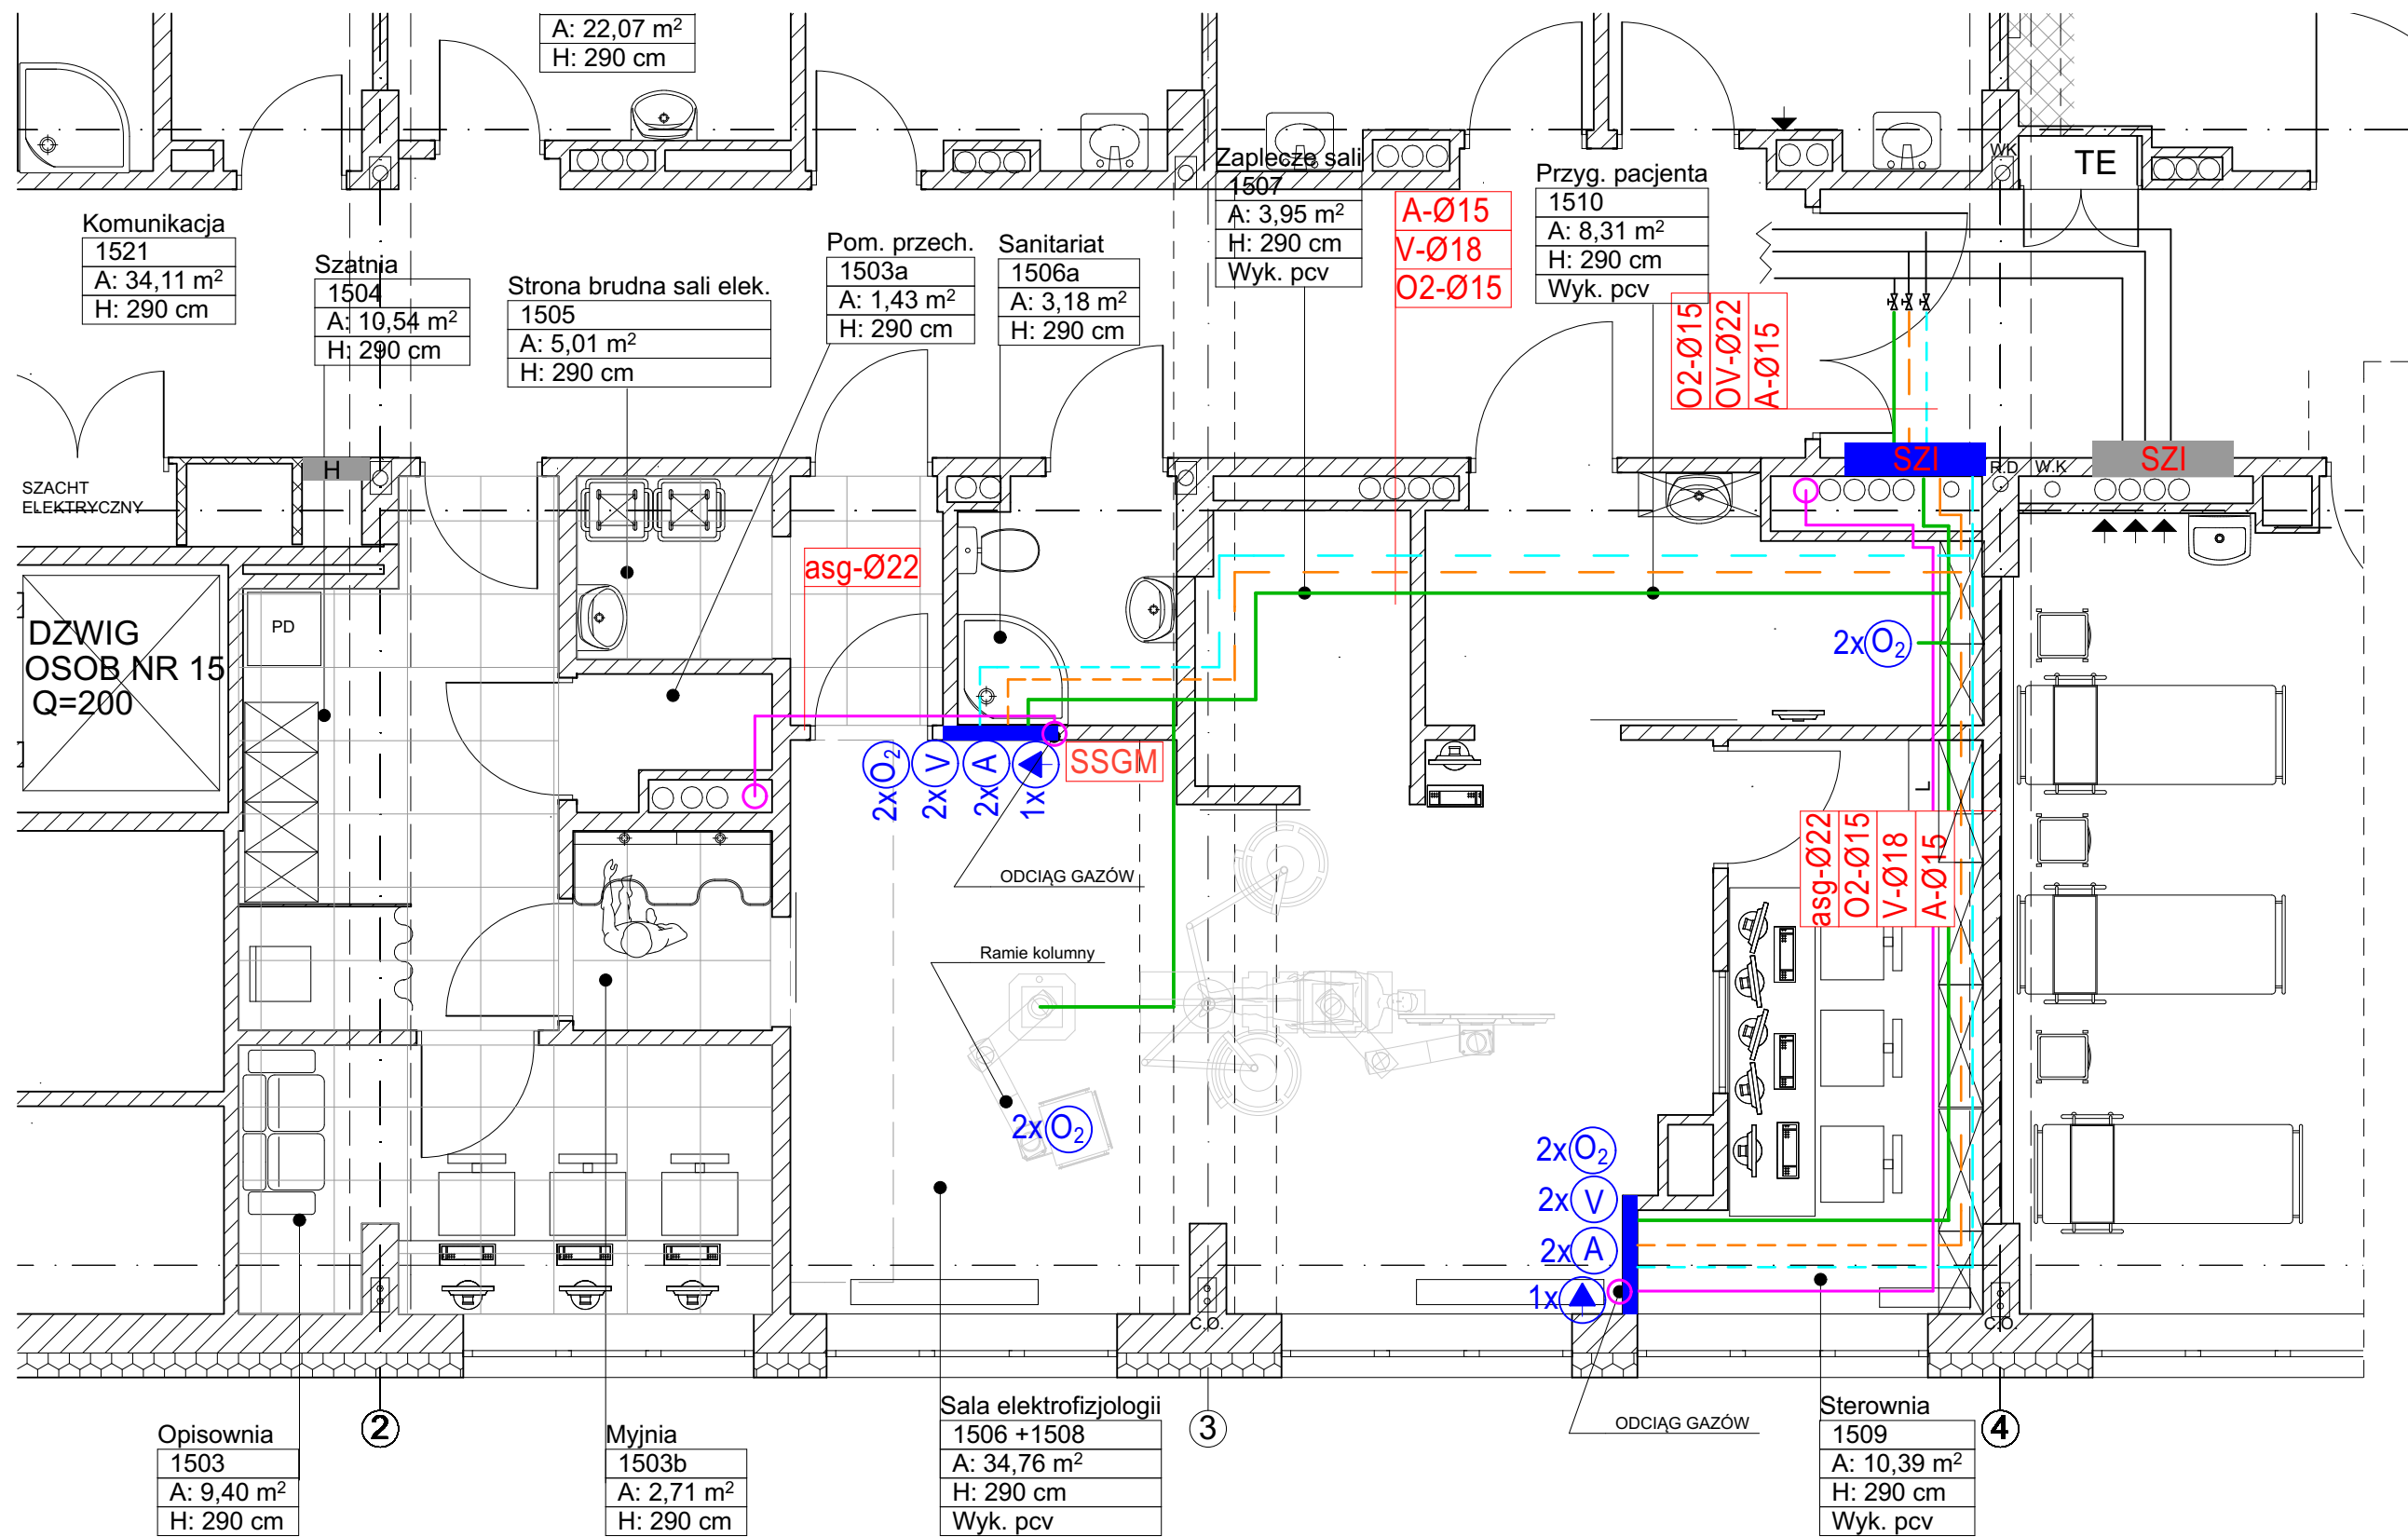 A: 22,07 m²
H: 290 cm
Komunikacja
1521
A: 34,11 m²
H: 290 cm
Szatnia
1504
A: 10,54 m²
H: 290 cm
Strona brudna sali elek.
1505
A: 5,01 m²
H: 290 cm
Pom. przech.
1503a
A: 1,43 m²
H: 290 cm
Sanitariat
1506a
A: 3,18 m²
H: 290 cm
Zaplecze sali
1507
A: 3,95 m²
H: 290 cm
Wyk. pcv
A-Ø15
V-Ø18
O2-Ø15
Przyg. pacjenta
1510
A: 8,31 m²
H: 290 cm
Wyk. pcv
WK
TE
O2-Ø15
OV-Ø22
A-Ø15
SZI
R.D
W.K
SZI
H
SZACHT
ELEKTRYCZNY
DZWIG
OSOB NR 15
Q=200
PD
asg-Ø22
2xO₂
2xO₂
2xV
2xA
1x
SSGM
ODCIĄG GAZÓW
L
asg-Ø22
O2-Ø15
V-Ø18
A-Ø15
Ramie kolumny
2xO₂
2xO₂
2xV
2xA
1x
C.O.
C.O.
ODCIĄG GAZÓW
2
3
4
Opisownia
1503
A: 9,40 m²
H: 290 cm
Myjnia
1503b
A: 2,71 m²
H: 290 cm
Sala elektrofizjologii
1506 +1508
A: 34,76 m²
H: 290 cm
Wyk. pcv
Sterownia
1509
A: 10,39 m²
H: 290 cm
Wyk. pcv